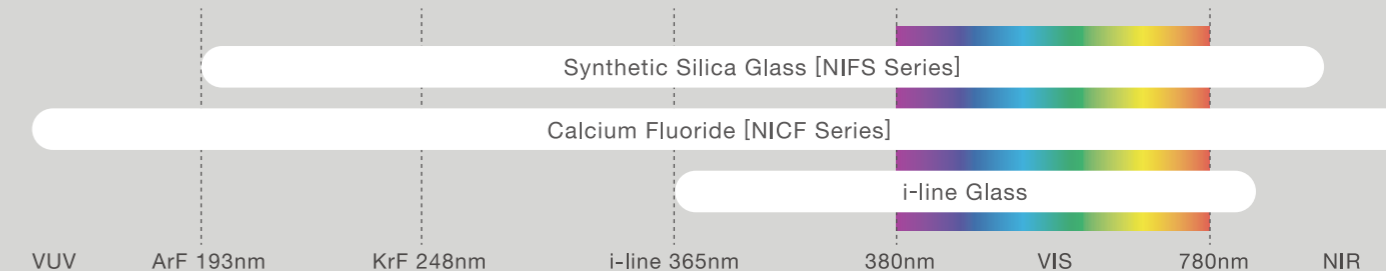 Synthetic Silica Glass [NIFS Series]
Calcium Fluoride [NICF Series]
i-line Glass
VUV ArF 193nm KrF 248nm i-line 365nm 380nm VIS 780nm NIR